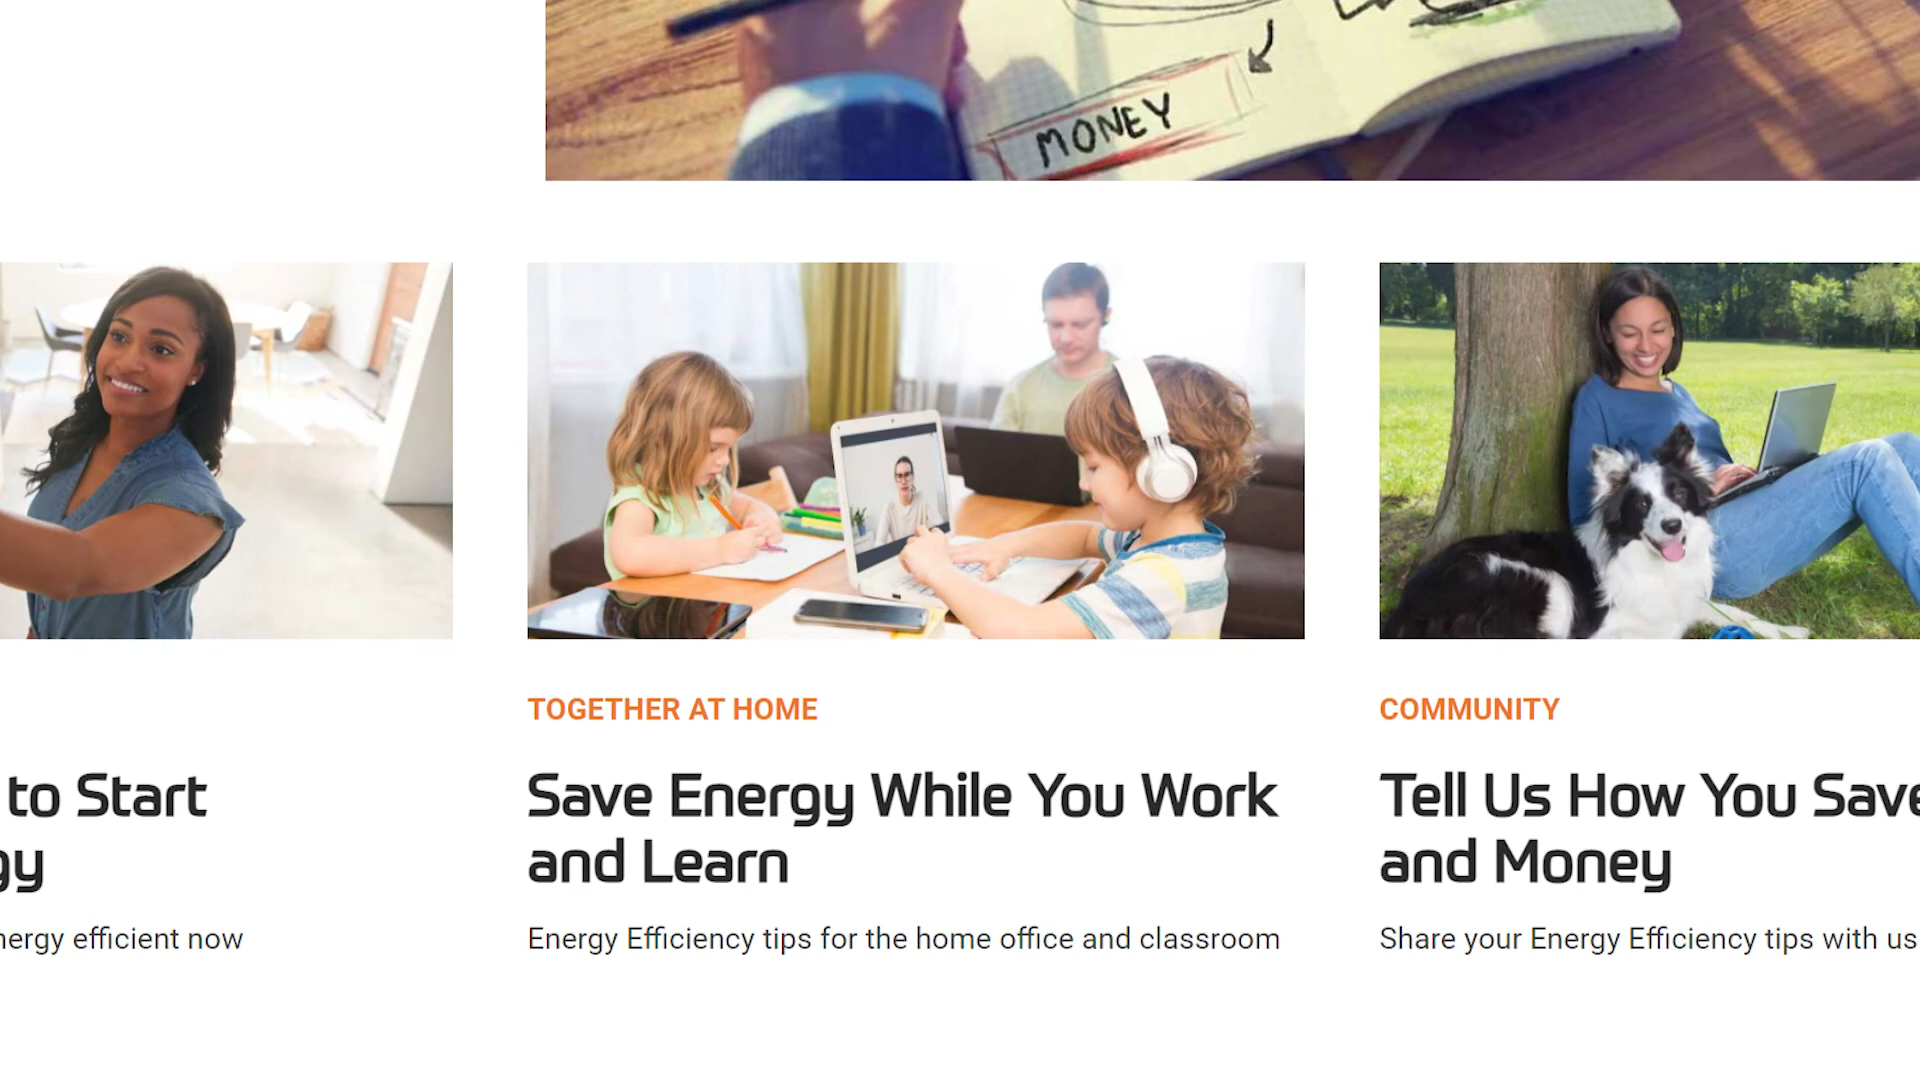 MONEY
to Start
gy
nergy efficient now
TOGETHER AT HOME
Save Energy While You Work
and Learn
Energy Efficiency tips for the home office and classroom
COMMUNITY
Tell Us How You Save
and Money
Share your Energy Efficiency tips with us